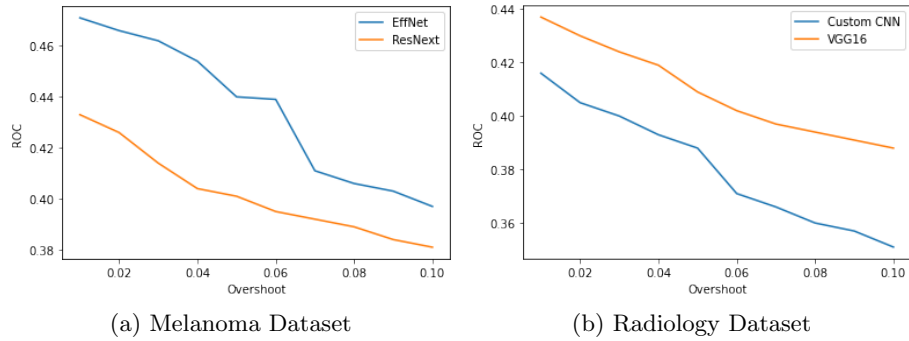 EffNet
ResNext
0.46
0.44
0.42
0.40
0.38
ROC
0.02
0.04
0.06
0.08
0.10
Overshoot
(a) Melanoma Dataset
Custom CNN
VGG16
0.44
0.42
0.40
0.38
0.36
ROC
0.02
0.04
0.06
0.08
0.10
Overshoot
(b) Radiology Dataset